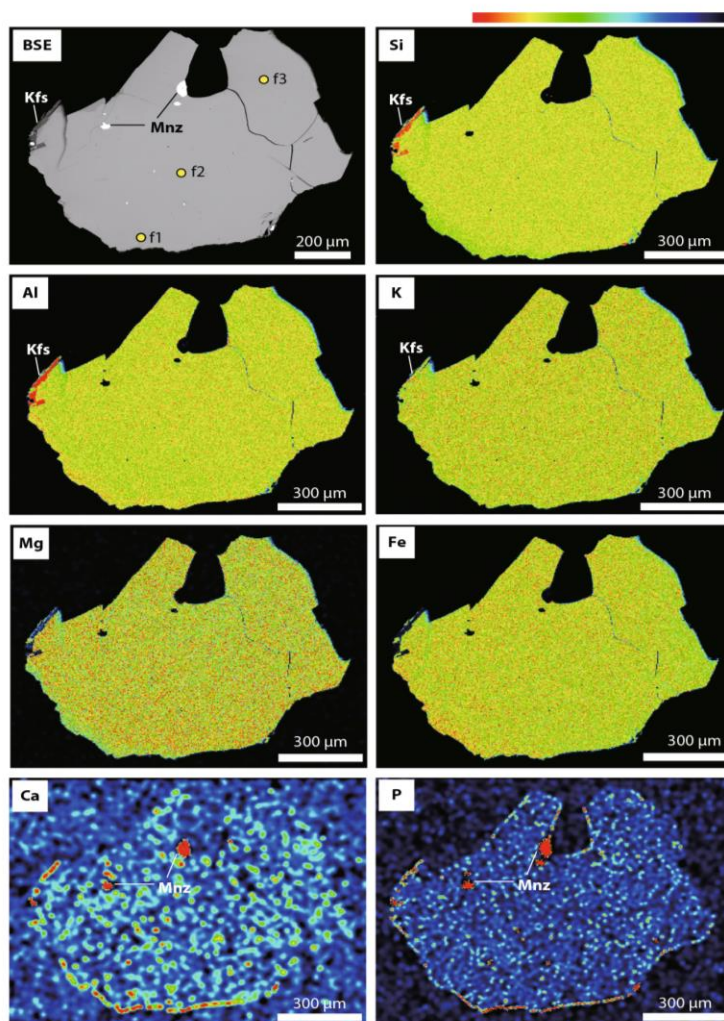 BSE
Kfs
Mnz
f3
f2
f1
200 µm
Si
Kfs
300 µm
Al
Kfs
300 µm
K
Kfs
300 µm
Mg
300 µm
Fe
300 µm
Ca
Mnz
300 µm
P
Mnz
300 µm